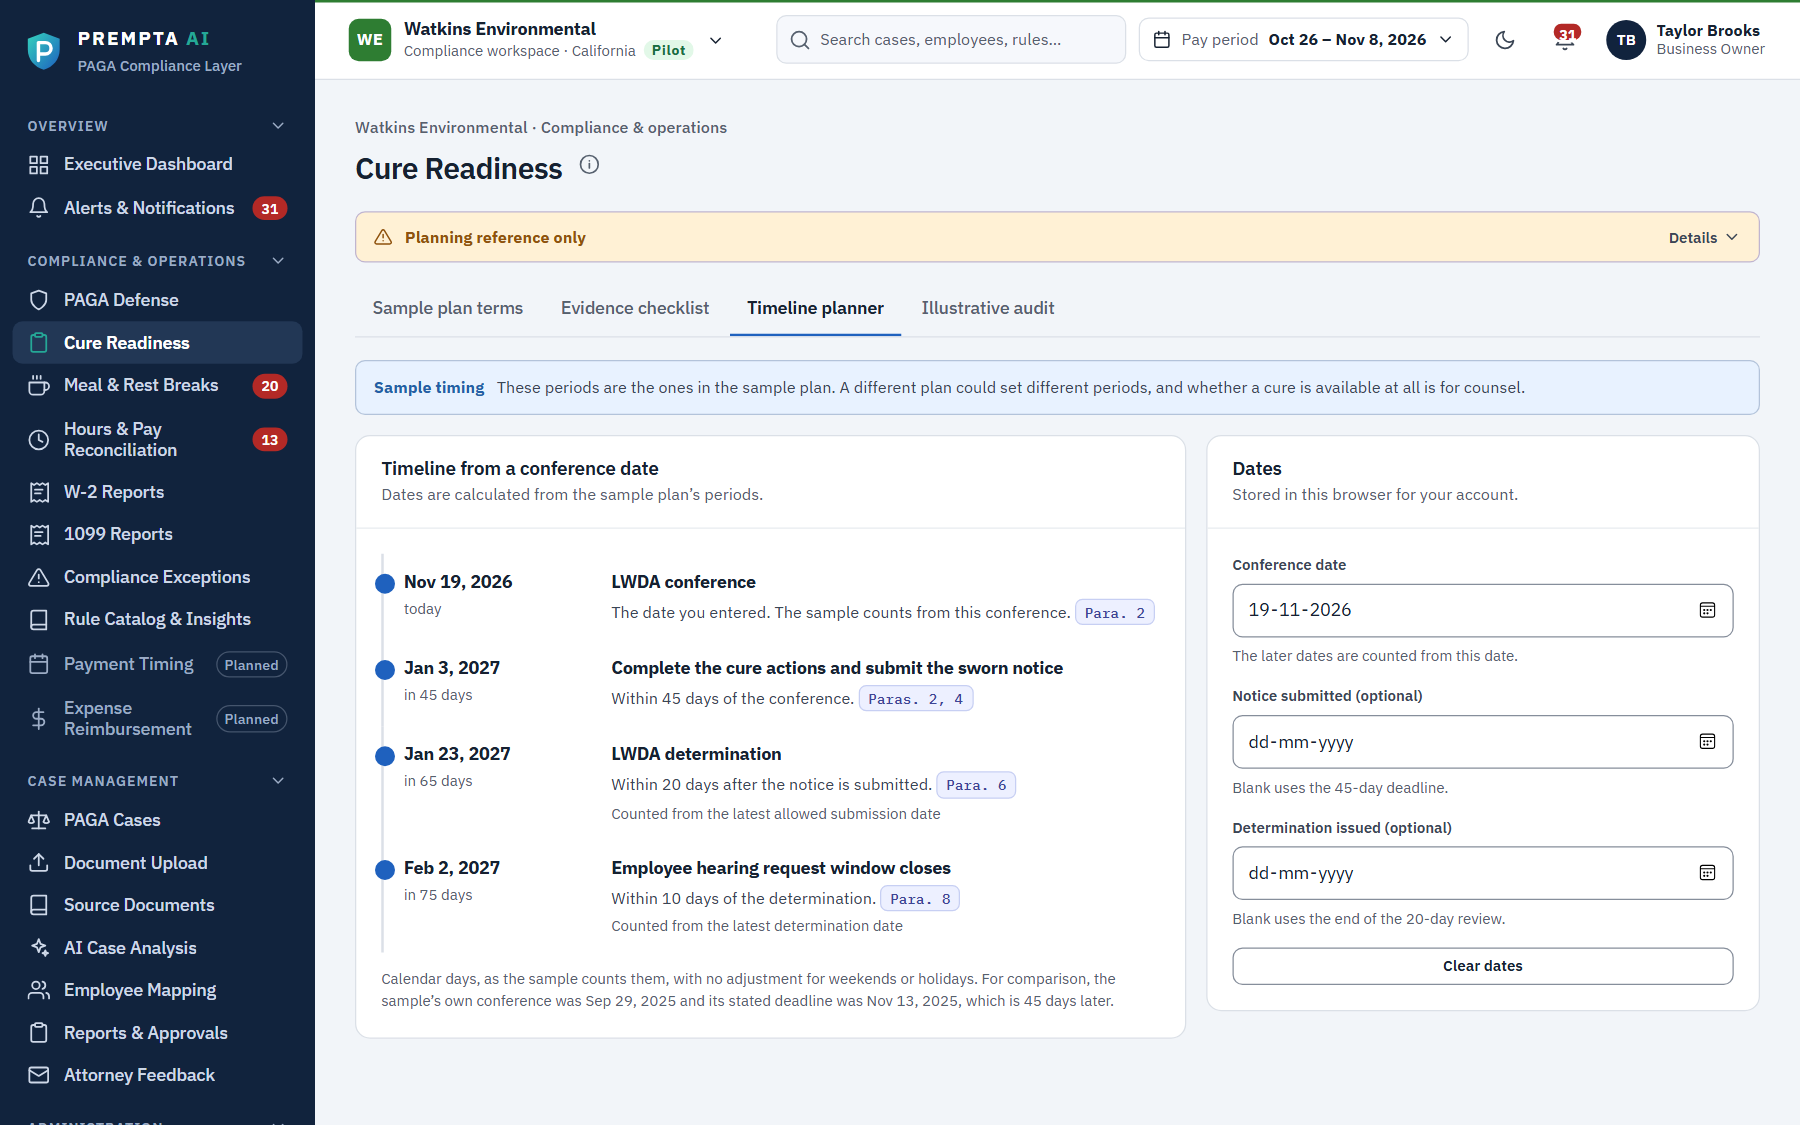 PREMPTA AI
PAGA Compliance Layer
OVERVIEW
Executive Dashboard
Alerts & Notifications 31
COMPLIANCE & OPERATIONS
PAGA Defense
Cure Readiness
Meal & Rest Breaks 20
Hours & Pay
Reconciliation 13
W-2 Reports
1099 Reports
Compliance Exceptions
Rule Catalog & Insights
Payment Timing Planned
Expense
Reimbursement Planned
CASE MANAGEMENT
PAGA Cases
Document Upload
Source Documents
AI Case Analysis
Employee Mapping
Reports & Approvals
Attorney Feedback
ADMINISTRATION
WE
Watkins Environmental
Compliance workspace · California Pilot
Search cases, employees, rules...
Pay period Oct 26 – Nov 8, 2026
31
TB
Taylor Brooks
Business Owner
Watkins Environmental · Compliance & operations
Cure Readiness
Planning reference only
Details
Sample plan terms
Evidence checklist
Timeline planner
Illustrative audit
Sample timing These periods are the ones in the sample plan. A different plan could set different periods, and whether a cure is available at all is for counsel.
Timeline from a conference date
Dates are calculated from the sample plan’s periods.
Nov 19, 2026
today
LWDA conference
The date you entered. The sample counts from this conference. Para. 2
Jan 3, 2027
in 45 days
Complete the cure actions and submit the sworn notice
Within 45 days of the conference. Paras. 2, 4
Jan 23, 2027
in 65 days
LWDA determination
Within 20 days after the notice is submitted. Para. 6
Counted from the latest allowed submission date
Feb 2, 2027
in 75 days
Employee hearing request window closes
Within 10 days of the determination. Para. 8
Counted from the latest determination date
Calendar days, as the sample counts them, with no adjustment for weekends or holidays. For comparison, the
sample’s own conference was Sep 29, 2025 and its stated deadline was Nov 13, 2025, which is 45 days later.
Dates
Stored in this browser for your account.
Conference date
19-11-2026
The later dates are counted from this date.
Notice submitted (optional)
dd-mm-yyyy
Blank uses the 45-day deadline.
Determination issued (optional)
dd-mm-yyyy
Blank uses the end of the 20-day review.
Clear dates